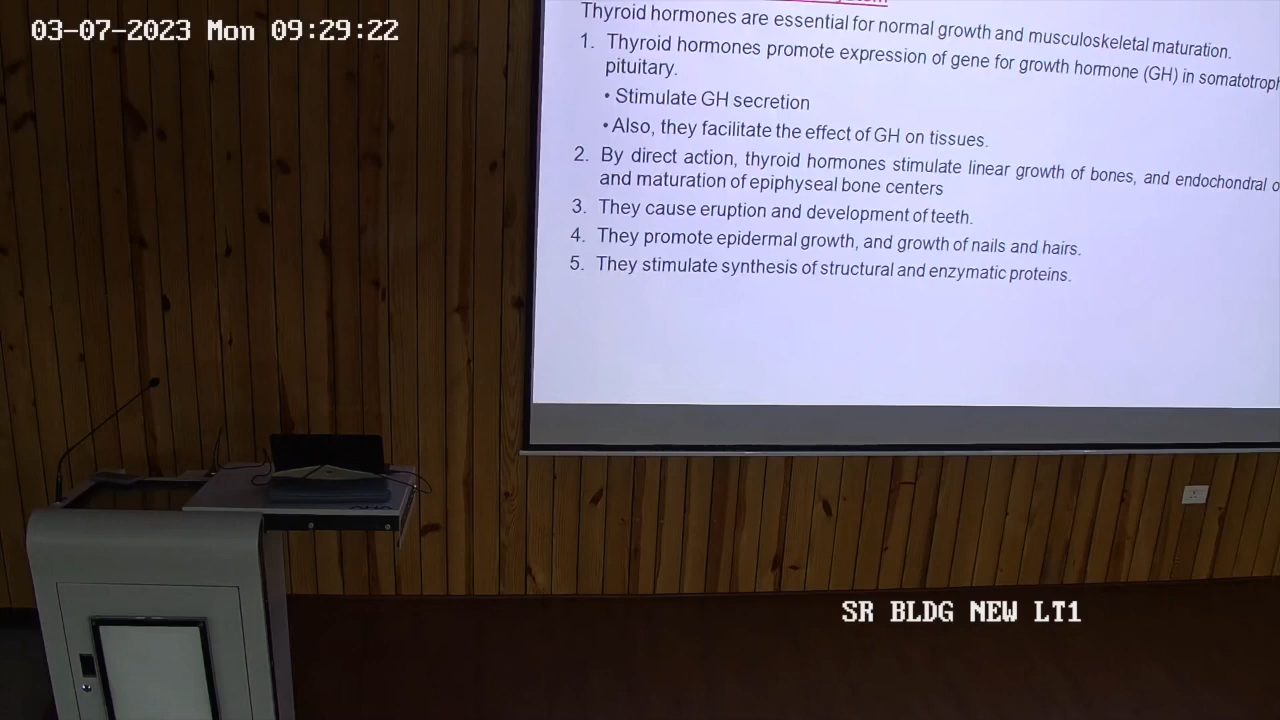 03-07-2023 Mon 09:29:22
Thyroid hormones are essential for normal growth and musculoskeletal maturation.
1. Thyroid hormones promote expression of gene for growth hormone (GH) in
pituitary.
• Stimulate GH secretion
• Also, they facilitate the effect of GH on tissues.
2. By direct action, thyroid hormones stimulate linear growth of bones, and endochondral
and maturation of epiphyseal bone centers
3. They cause eruption and development of teeth.
4. They promote epidermal growth, and growth of nails and hairs.
5. They stimulate synthesis of structural and enzymatic proteins.
SR BLDG NEW LT1